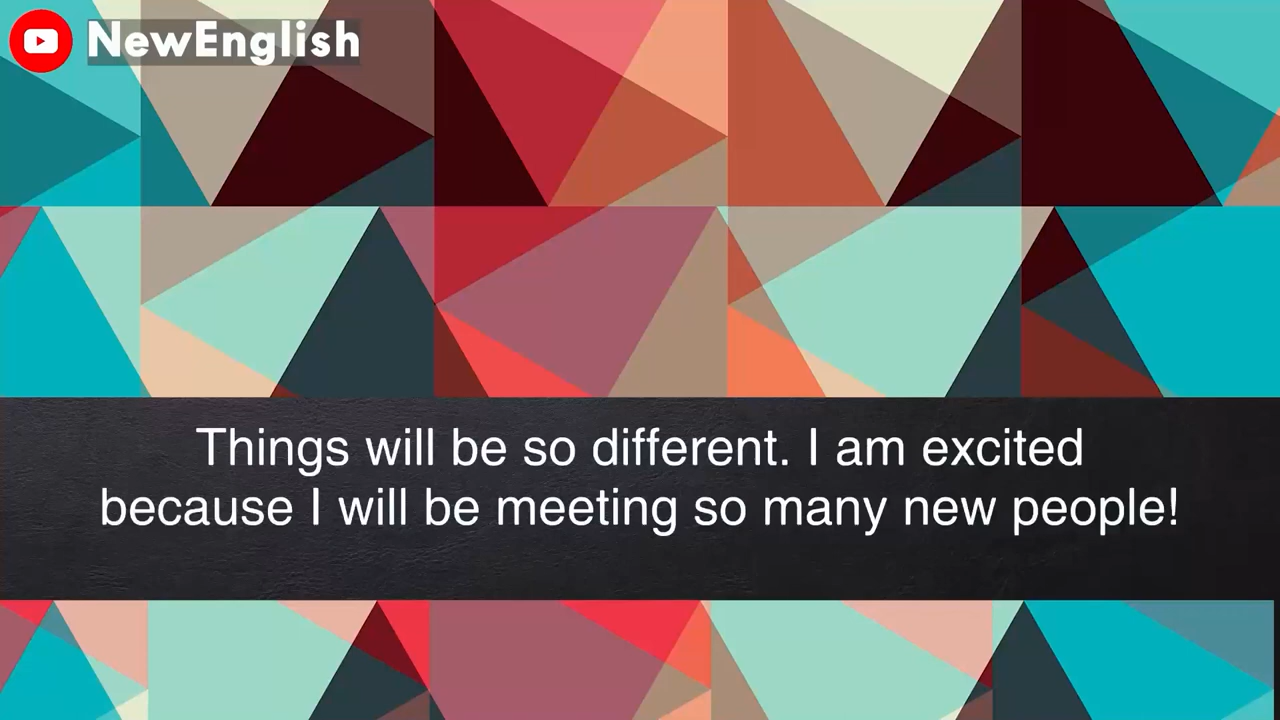 NewEnglish
Things will be so different. I am excited
because I will be meeting so many new people!